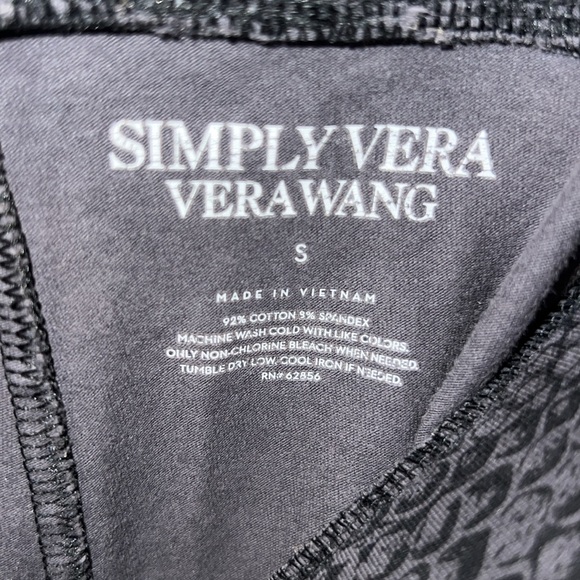 SIMPLY VERA
VERA WANG
S
MADE IN VIETNAM
92% COTTON 8% SPANDEX
MACHINE WASH COLD WITH LIKE COLORS.
ONLY NON-CHLORINE BLEACH WHEN NEEDED.
TUMBLE DRY LOW. COOL IRON IF NEEDED.
RN# 62856